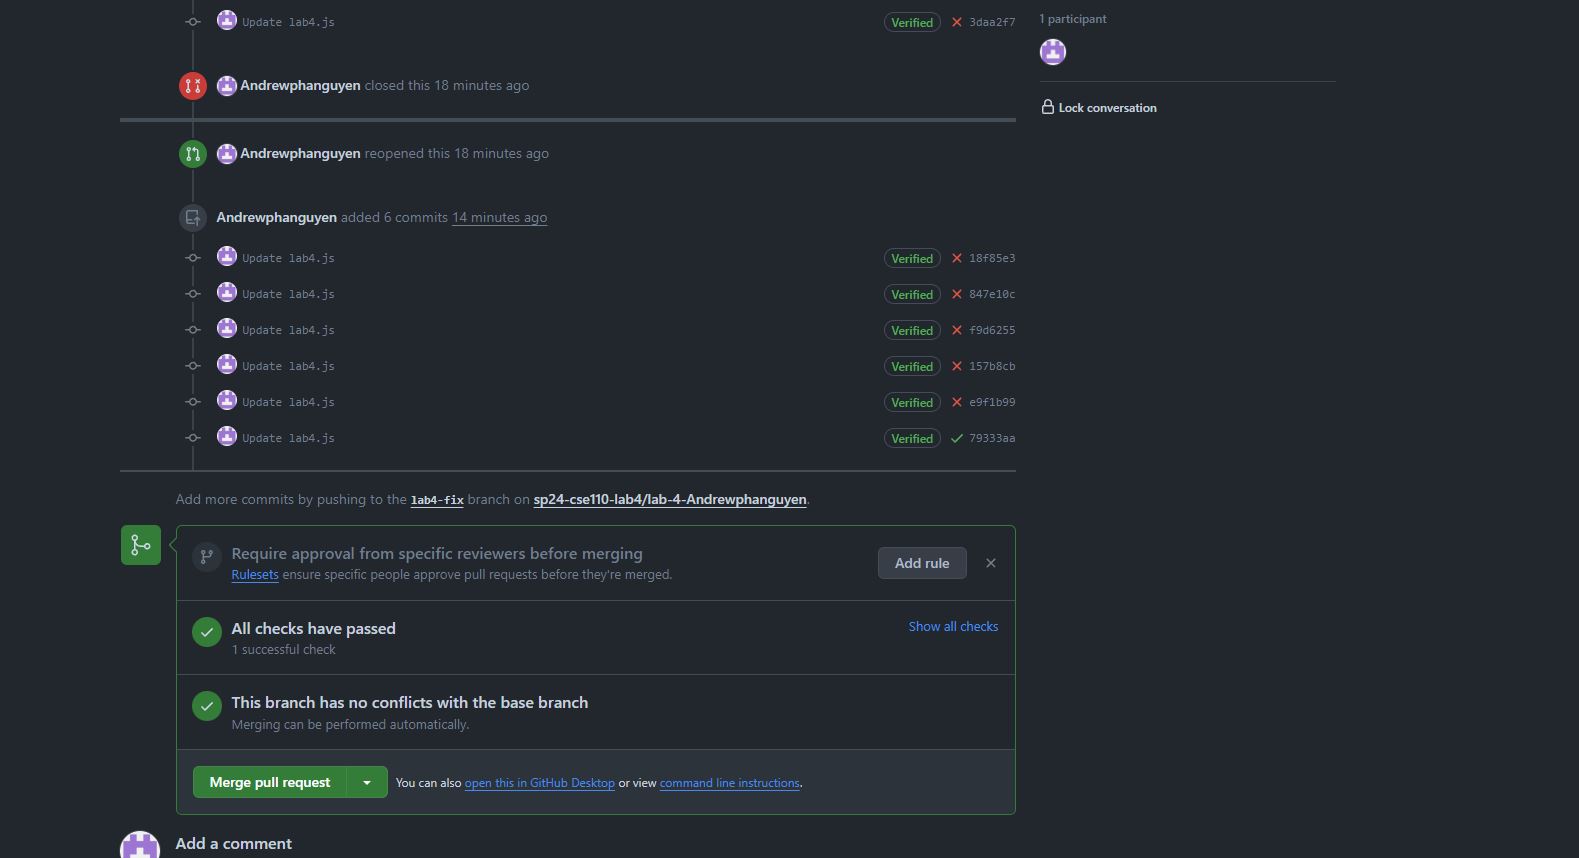 Update lab4.js Verified 3daa2f7
Andrewphanguyen closed this 18 minutes ago
Andrewphanguyen reopened this 18 minutes ago
Andrewphanguyen added 6 commits 14 minutes ago
Update lab4.js Verified 18f85e3
Update lab4.js Verified 847e10c
Update lab4.js Verified f9d6255
Update lab4.js Verified 157b8cb
Update lab4.js Verified e9f1b99
Update lab4.js Verified 79333aa
Add more commits by pushing to the lab4-fix branch on sp24-cse110-lab4/lab-4-Andrewphanguyen.
Require approval from specific reviewers before merging
Rulesets ensure specific people approve pull requests before they're merged.
Add rule
All checks have passed
1 successful check
Show all checks
This branch has no conflicts with the base branch
Merging can be performed automatically.
Merge pull request
You can also open this in GitHub Desktop or view command line instructions.
Add a comment
1 participant
Lock conversation